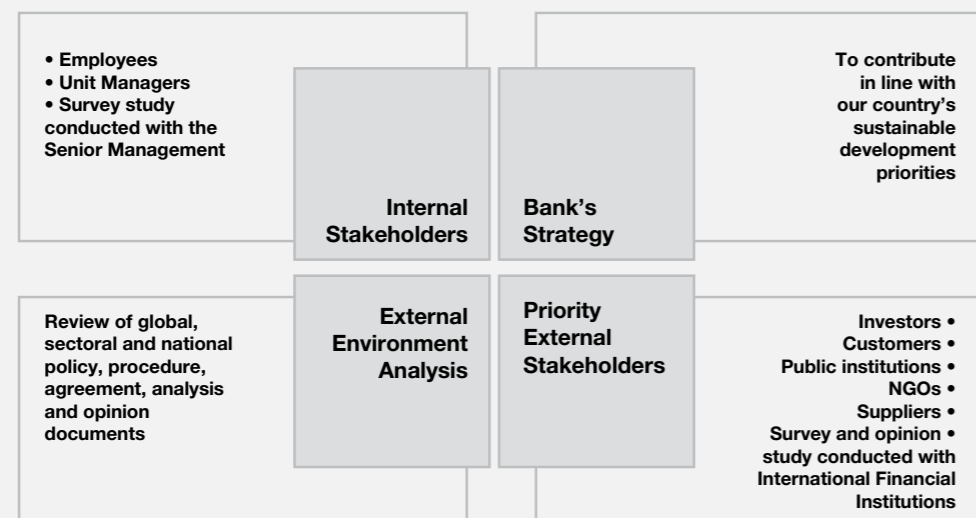 • Employees
• Unit Managers
• Survey study
conducted with the
Senior Management
Internal
Stakeholders
Bank's
Strategy
To contribute
in line with
our country's
sustainable
development
priorities
Review of global,
sectoral and national
policy, procedure,
agreement, analysis
and opinion
documents
External
Environment
Analysis
Priority
External
Stakeholders
Investors •
Customers •
Public institutions •
NGOs •
Suppliers •
Survey and opinion •
study conducted with
International Financial
Institutions